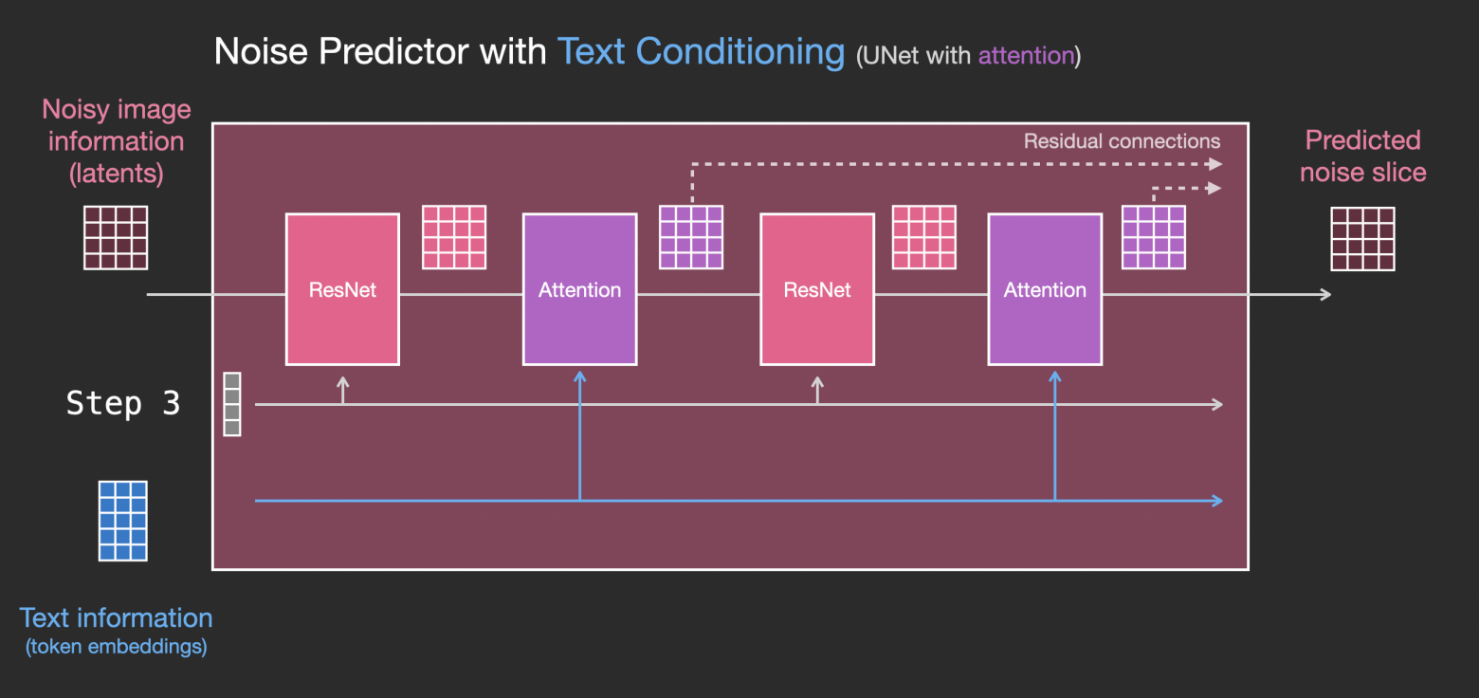 Noise Predictor with Text Conditioning (UNet with attention)
Noisy image
information
(latents)
Residual connections
Predicted
noise slice
ResNet
Attention
ResNet
Attention
Step 3
Text information
(token embeddings)